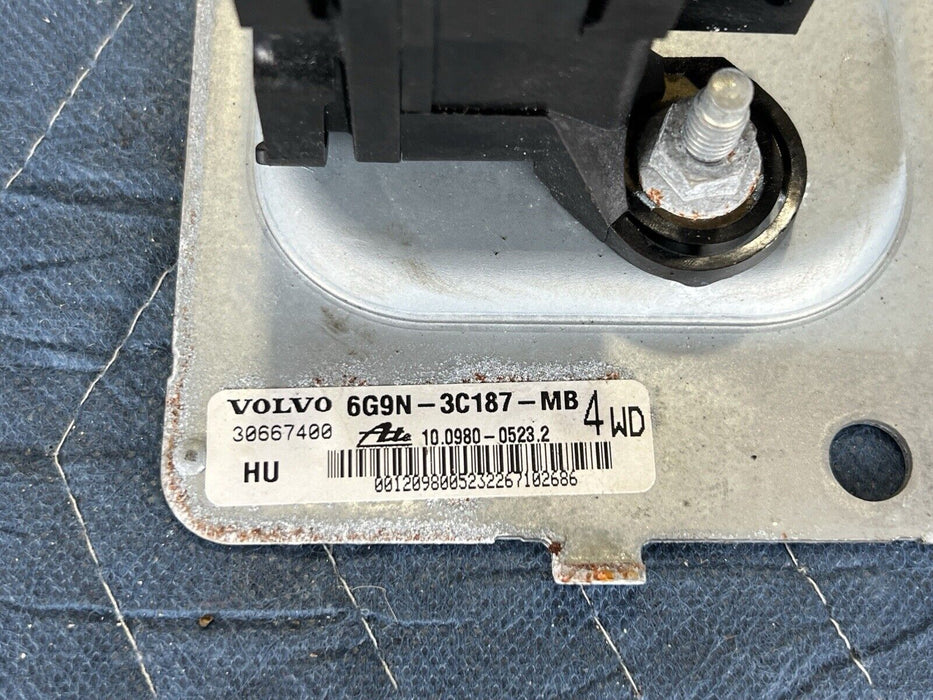 VOLVO 6G9N-3C187-MB 4WD
30667400 Ate 10.0980-0523.2
HU
0012098005232267102686